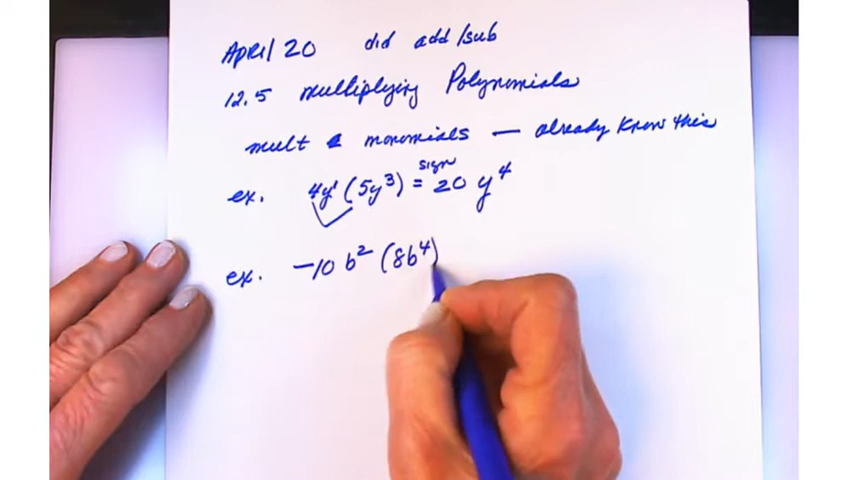 April 20 did add/sub
12.5 multiplying Polynomials
mult monomials — already know this
sign
ex. 4y¹(5y³) = 20 y⁴
ex. -10 b² (8b⁴)